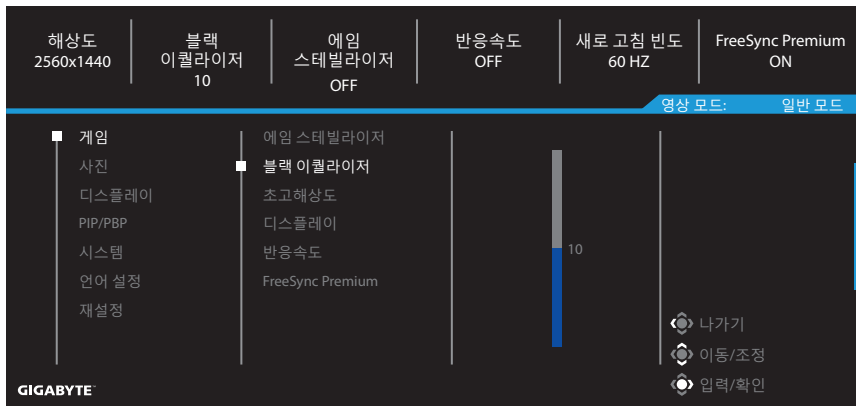 해상도
2560x1440
블랙
이퀄라이저
10
에임
스테빌라이저
OFF
반응속도
OFF
새로 고침 빈도
60 HZ
FreeSync Premium
ON
영상 모드: 일반 모드
게임
사진
디스플레이
PIP/PBP
시스템
언어 설정
재설정
에임 스테빌라이저
블랙 이퀄라이저
초고해상도
디스플레이
반응속도
FreeSync Premium
10
나가기
이동/조정
입력/확인
GIGABYTE™